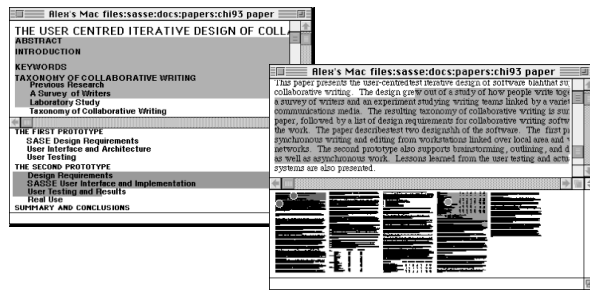 Alex's Mac files:sasse:docs:papers:chi93 paper
THE USER CENTRED ITERATIVE DESIGN OF COLLA
ABSTRACT
INTRODUCTION
KEYWORDS
TAXONOMY OF COLLABORATIVE WRITING
Previous Research
A Survey of Writers
Laboratory Study
Taxonomy of Collaborative Writing
THE FIRST PROTOTYPE
SASE Design Requirements
User Interface and Architecture
User Testing
THE SECOND PROTOTYPE
Design Requirements
SASSE User Interface and Implementation
User Testing and Results
Real Use
SUMMARY AND CONCLUSIONS
Alex's Mac files:sasse:docs:papers:chi93 paper
This paper presents the user-centred test iterative design of software blahthat su
collaborative writing. The design grew out of a study of how people write toge
a survey of writers and an experiment studying writing teams linked by a variet
communications media. The resulting taxonomy of collaborative writing is sur
paper, followed by a list of design requirements for collaborative writing softw
the work. The paper describes test two designshh of the software. The first pr
synchronous writing and editing from workstations linked over local area and w
networks. The second prototype also supports brainstorming, outlining, and d
as well as asynchronous work. Lessons learned from the user testing and actu
systems are also presented.